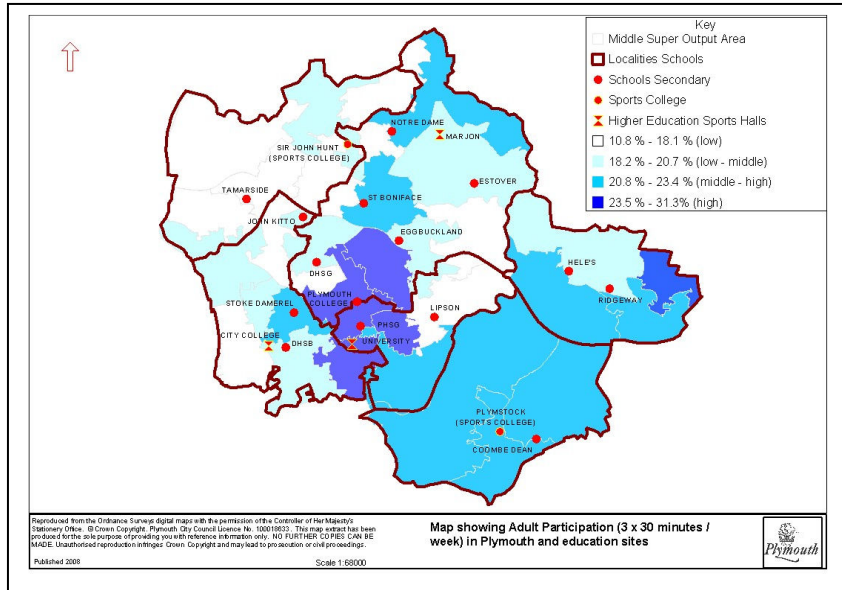 Key
Middle Super Output Area
Localities Schools
Schools Secondary
Sports College
Higher Education Sports Halls
10.8 % - 18.1 % (low)
18.2 % - 20.7 % (low - middle)
20.8 % - 23.4 % (middle - high)
23.5 % - 31.3% (high)
NOTRE DAME
MARJON
SIR JOHN HUNT
(SPORTS COLLEGE)
ESTOVER
TAMARSIDE
ST BONIFACE
JOHN KITTO
EGGBUCKLAND
DHSG
HELE'S
RIDGEWAY
PLYMOUTH
COLLEGE
STOKE DAMEREL
LIPSON
PHSG
CITY COLLEGE
DHSB
UNIVERSITY
PLYMSTOCK
(SPORTS COLLEGE)
COOMBE DEAN
Reproduced from the Ordnance Surveys digital maps with the permission of the Controller of Her Majesty's
Stationery Office. © Crown Copyright. Plymouth City Council Licence No. 100018633. This map extract has been
produced for the sole purpose of providing you with reference information only. NO FURTHER COPIES CAN BE
MADE. Unauthorised reproduction infringes Crown Copyright and may lead to prosecution or civil proceedings.
Published 2008
Scale 1:68000
Map showing Adult Participation (3 x 30 minutes /
week) in Plymouth and education sites
Plymouth